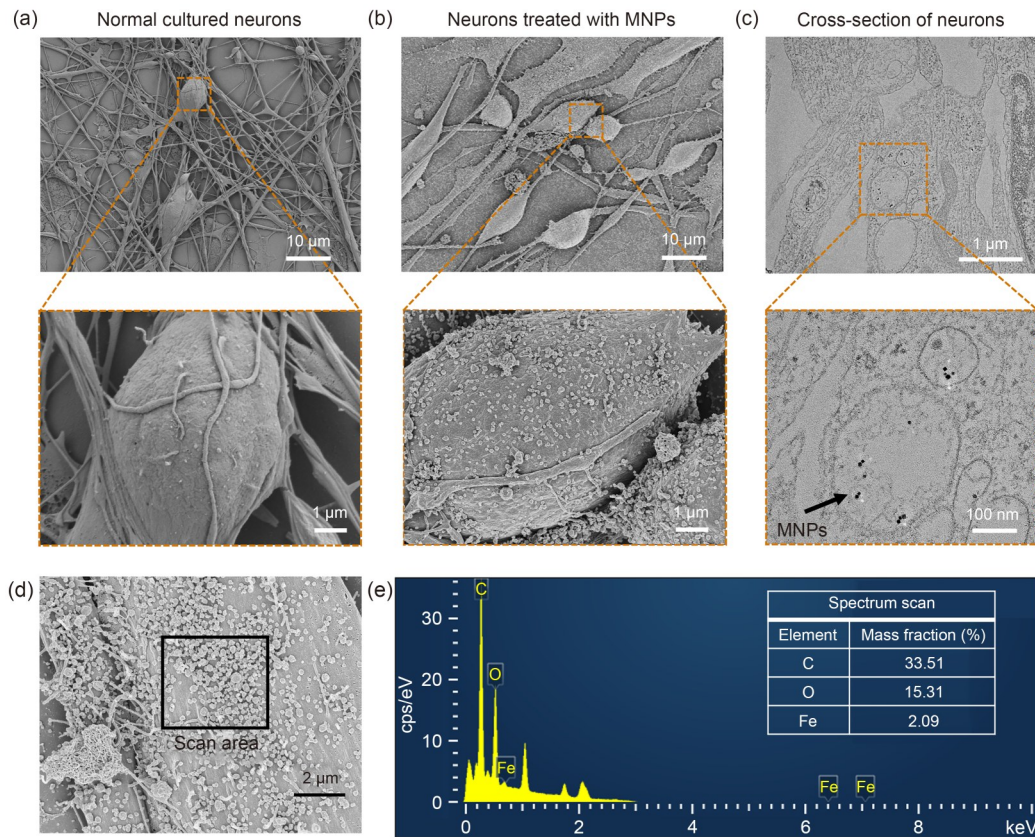 (a)
Normal cultured neurons
10 μm
1 μm
(b)
Neurons treated with MNPs
10 μm
1 μm
(c)
Cross-section of neurons
1 μm
MNPs
100 nm
(d)
Scan area
2 μm
(e)
cps/eV
30
20
10
0
C
O
Fe
Fe
Fe
0
2
4
6
8
keV
Spectrum scan
Element
Mass fraction (%)
C
33.51
O
15.31
Fe
2.09